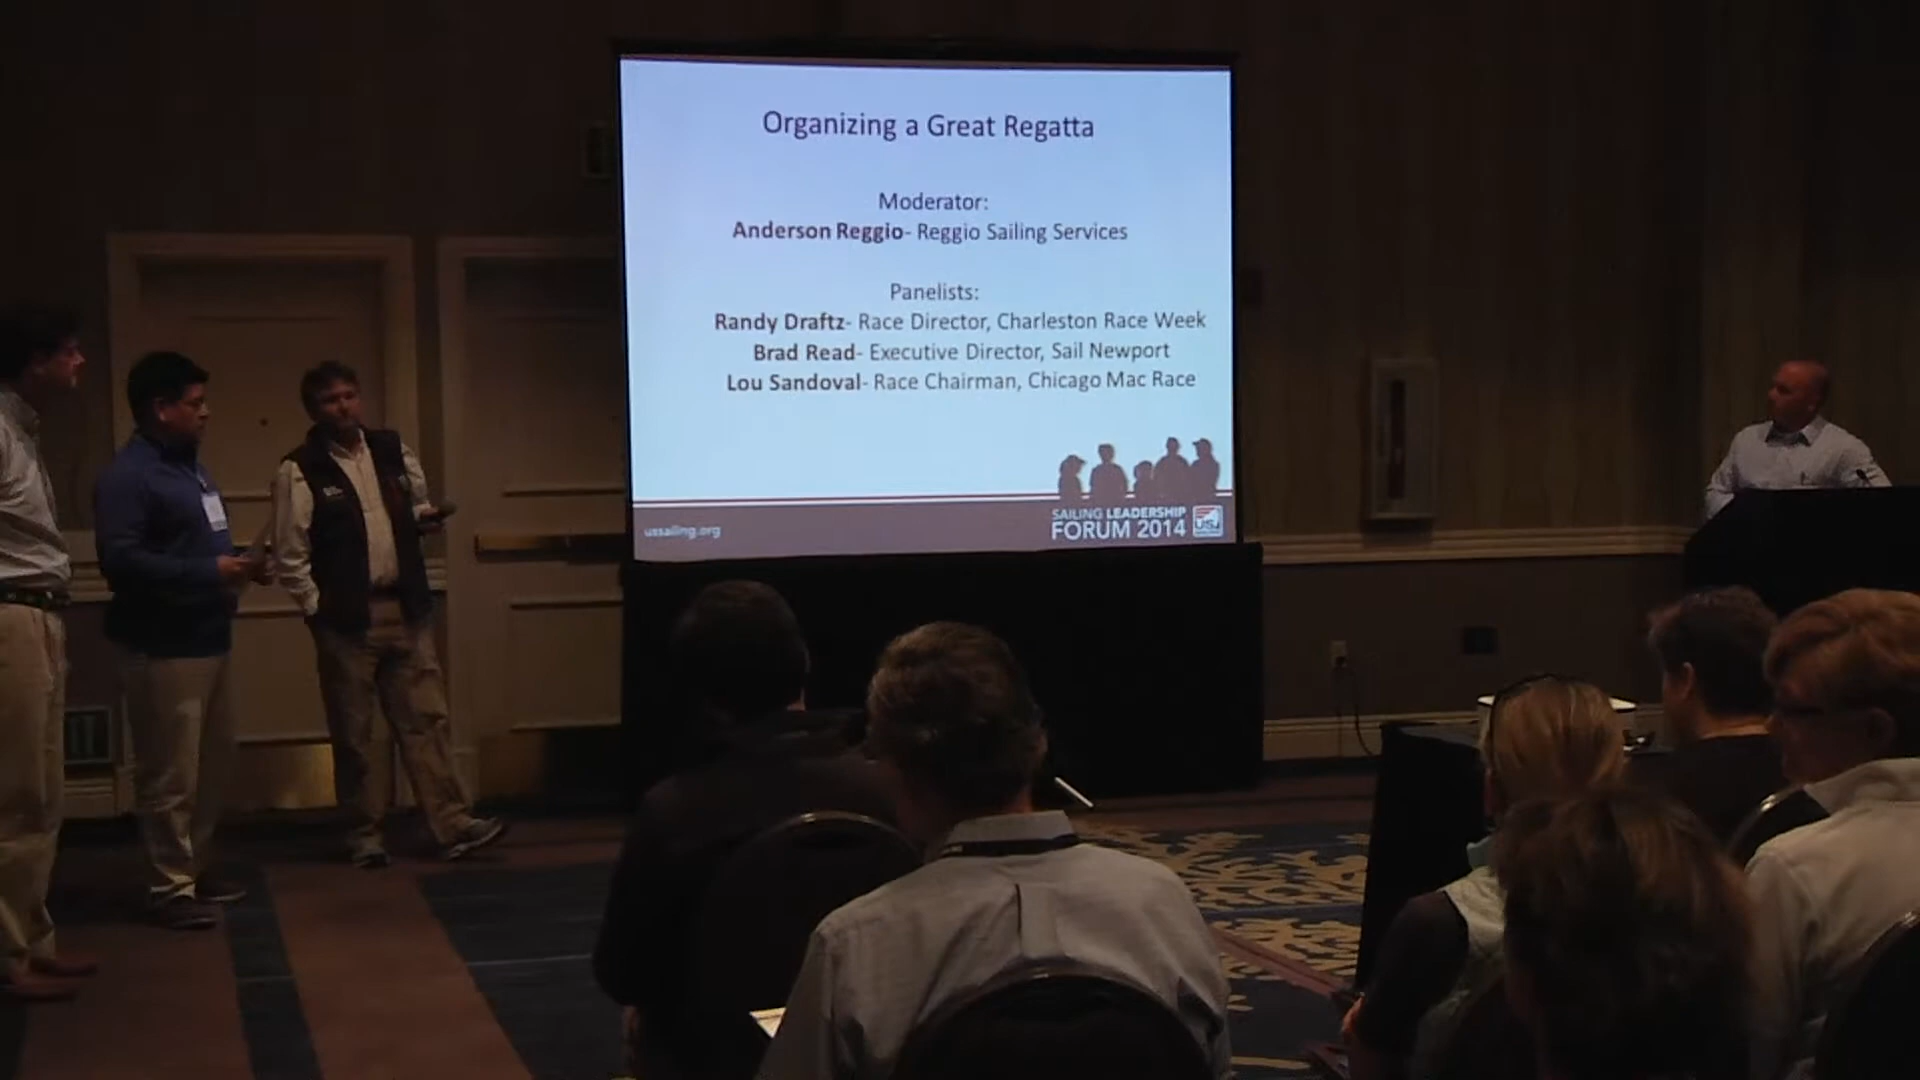 Organizing a Great Regatta
Moderator:
Anderson Reggio- Reggio Sailing Services
Panelists:
Randy Draftz- Race Director, Charleston Race Week
Brad Read- Executive Director, Sail Newport
Lou Sandoval- Race Chairman, Chicago Mac Race
ussailing.org
SAILING LEADERSHIP
FORUM 2014